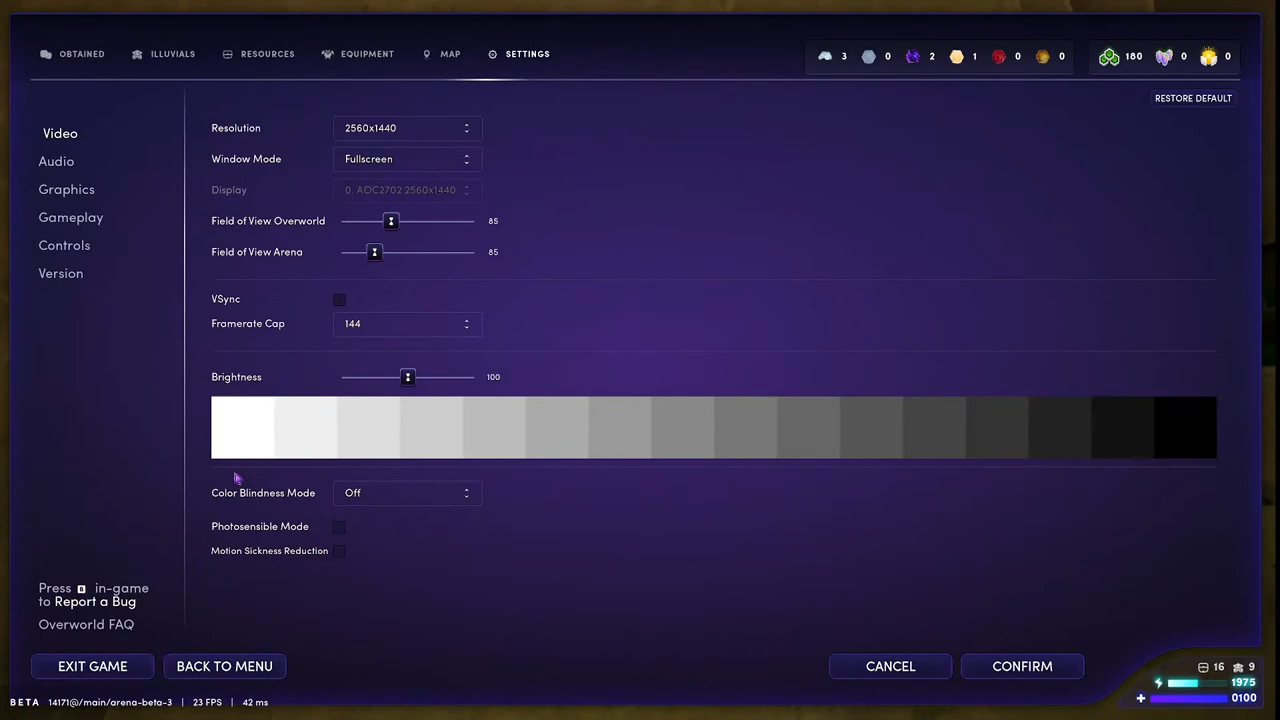 OBTAINED ILLUVIALS RESOURCES EQUIPMENT MAP SETTINGS 3 0 2 1 0 0 180 0 0
RESTORE DEFAULT
Video
Audio
Graphics
Gameplay
Controls
Version
Resolution 2560x1440
Window Mode Fullscreen
Display 0. AOC2702 2560x1440
Field of View Overworld 85
Field of View Arena 85
VSync
Framerate Cap 144
Brightness 100
Color Blindness Mode Off
Photosensible Mode
Motion Sickness Reduction
Press B in-game
to Report a Bug
Overworld FAQ
EXIT GAME BACK TO MENU CANCEL CONFIRM
16 9
1975
0100
BETA 14171@/main/arena-beta-3 | 23 FPS | 42 ms